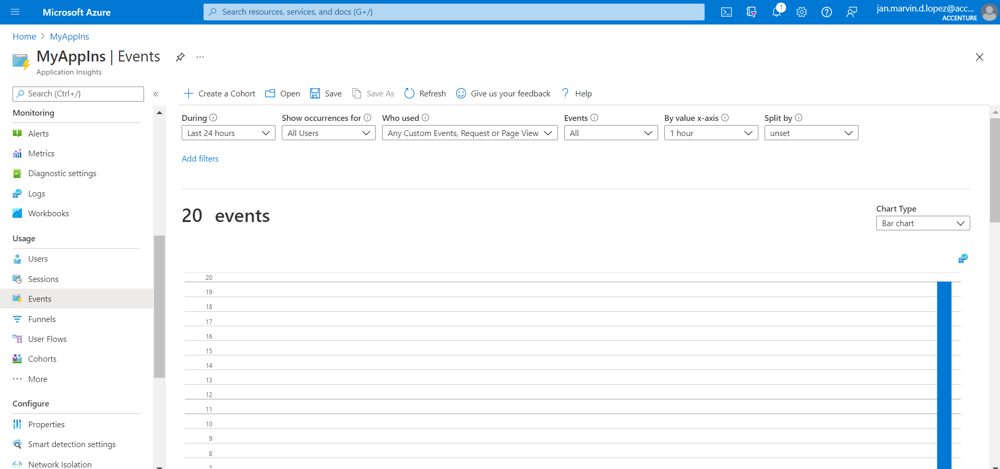 Microsoft Azure
Search resources, services, and docs (G+/)
1
jan.marvin.d.lopez@acc...
ACCENTURE
Home > MyAppIns
MyAppIns | Events
Application Insights
Search (Ctrl+/)
«
Create a Cohort
Open
Save
Save As
Refresh
Give us your feedback
Help
Monitoring
Alerts
Metrics
Diagnostic settings
Logs
Workbooks
Usage
Users
Sessions
Events
Funnels
User Flows
Cohorts
More
Configure
Properties
Smart detection settings
Network Isolation
During
Last 24 hours
Show occurrences for
All Users
Who used
Any Custom Events, Request or Page View
Events
All
By value x-axis
1 hour
Split by
unset
Add filters
20 events
Chart Type
Bar chart
20
19
18
17
16
15
14
13
12
11
10
9
8
7